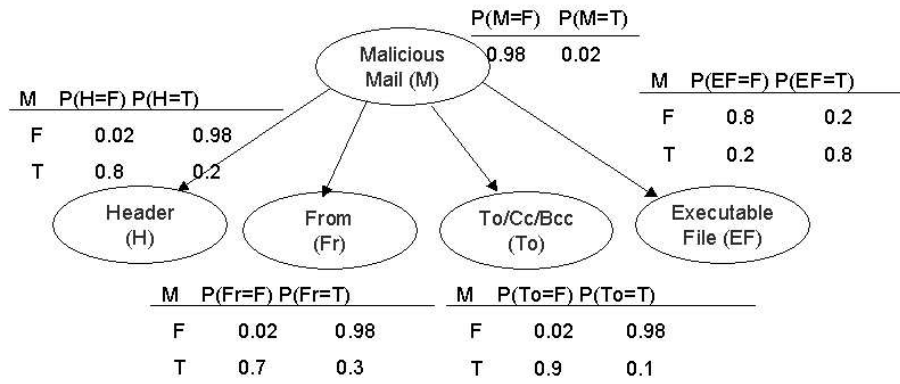 P(M=F) P(M=T)
0.98 0.02
Malicious
Mail (M)
M P(H=F) P(H=T)
F 0.02 0.98
T 0.8 0.2
M P(EF=F) P(EF=T)
F 0.8 0.2
T 0.2 0.8
Header
(H)
From
(Fr)
To/Cc/Bcc
(To)
Executable
File (EF)
M P(Fr=F) P(Fr=T)
F 0.02 0.98
T 0.7 0.3
M P(To=F) P(To=T)
F 0.02 0.98
T 0.9 0.1